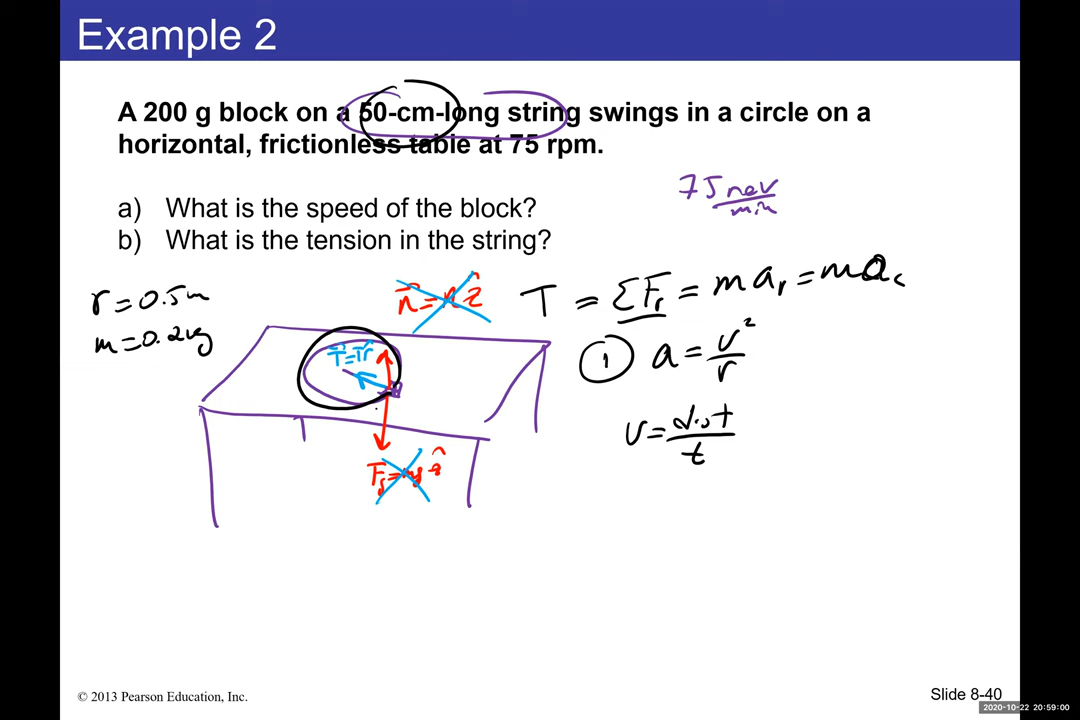 Example 2
A 200 g block on a 50-cm-long string swings in a circle on a
horizontal, frictionless table at 75 rpm.
75 rev
min
a) What is the speed of the block?
b) What is the tension in the string?
r = 0.5m
m = 0.2kg
n = n z
T = ΣFr = m ar = m ac
T = Tr
1 a = v²
r
v = dist
t
© 2013 Pearson Education, Inc.
Slide 8-40
2020-10-22 20:59:00